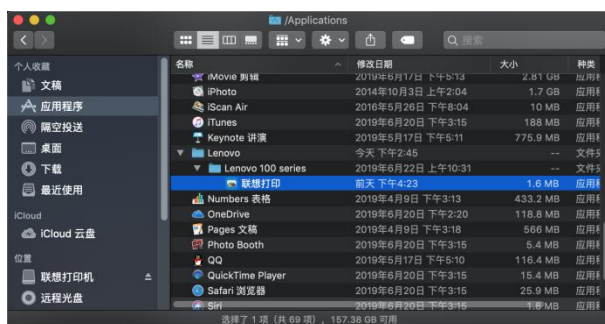 /Applications
搜索
个人收藏
文稿
应用程序
隔空投送
桌面
下载
最近使用
iCloud
iCloud 云盘
位置
联想打印机
远程光盘
名称 修改日期 大小 种类
iMovie 剪辑 2019年6月17日 下午5:13 2.81 GB 应用程
iPhoto 2014年10月3日 上午2:04 1.7 GB 应用程
iScan Air 2016年5月26日 下午8:04 10 MB 应用程
iTunes 2019年6月20日 下午3:15 188 MB 应用程
Keynote 讲演 2019年5月17日 下午5:11 775.9 MB 应用程
Lenovo 今天 下午2:45 -- 文件夹
Lenovo 100 series 2019年6月22日 上午10:31 -- 文件夹
联想打印 前天 下午4:23 1.6 MB 应用程
Numbers 表格 2019年4月9日 下午3:13 433.2 MB 应用程
OneDrive 2019年6月20日 下午2:20 118.8 MB 应用程
Pages 文稿 2019年4月9日 下午3:18 566 MB 应用程
Photo Booth 2019年6月20日 下午3:15 5.4 MB 应用程
QQ 2019年5月17日 下午5:10 116.4 MB 应用程
QuickTime Player 2019年6月20日 下午3:15 15.4 MB 应用程
Safari 浏览器 2019年6月20日 下午3:15 25.9 MB 应用程
Siri 2019年6月20日 下午3:15 1.8 MB 应用程
选择了 1 项（共 69 项），157.38 GB 可用